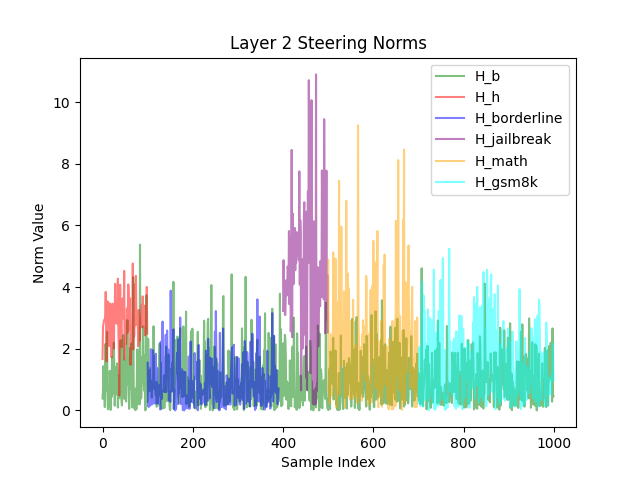 Layer 2 Steering Norms
Norm Value
10
8
6
4
2
0
0
200
400
600
800
1000
Sample Index
H_b
H_h
H_borderline
H_jailbreak
H_math
H_gsm8k